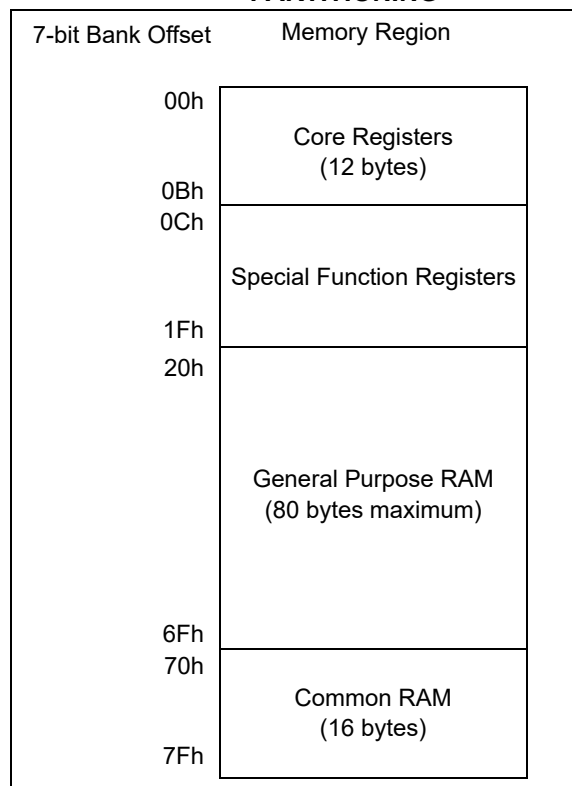 7-bit Bank Offset Memory Region
00h
Core Registers
(12 bytes)
0Bh
0Ch
Special Function Registers
1Fh
20h
General Purpose RAM
(80 bytes maximum)
6Fh
70h
Common RAM
(16 bytes)
7Fh